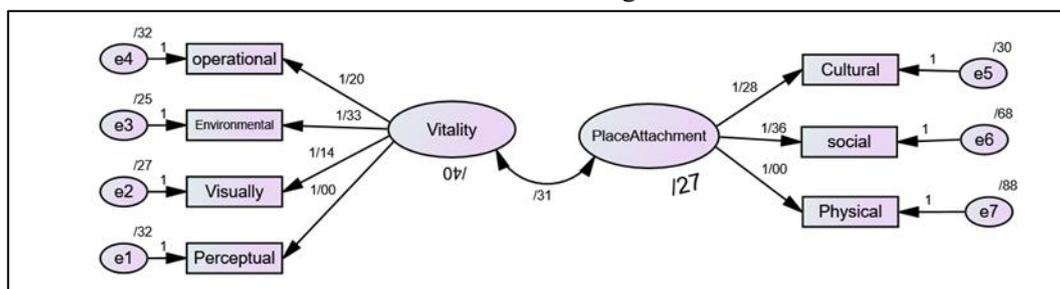 /32
e4 1 operational
1/20
/25
e3 1 Environmental
1/33
/27
e2 1 Visually
1/14
/32
e1 1 Perceptual
1/00
Vitality
/40
/31
PlaceAttachment
/27
1/28
Cultural 1 e5
/30
1/36
social 1 e6
/68
1/00
Physical 1 e7
/88